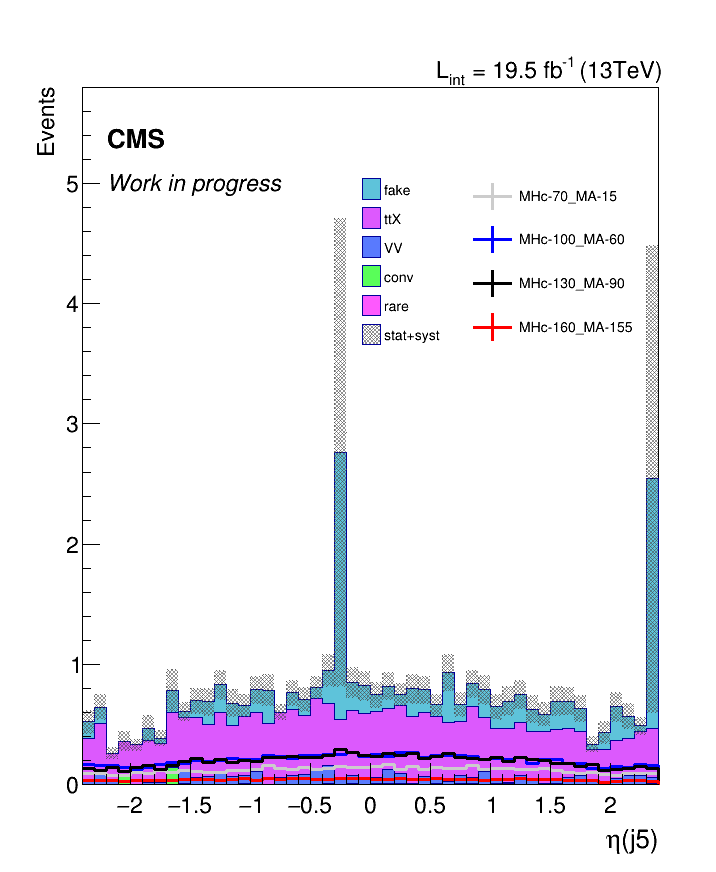 L_int = 19.5 fb^-1 (13TeV)
Events
CMS
Work in progress
fake
ttX
VV
conv
rare
stat+syst
MHc-70_MA-15
MHc-100_MA-60
MHc-130_MA-90
MHc-160_MA-155
5
4
3
2
1
0
−2 −1.5 −1 −0.5 0 0.5 1 1.5 2
η(j5)